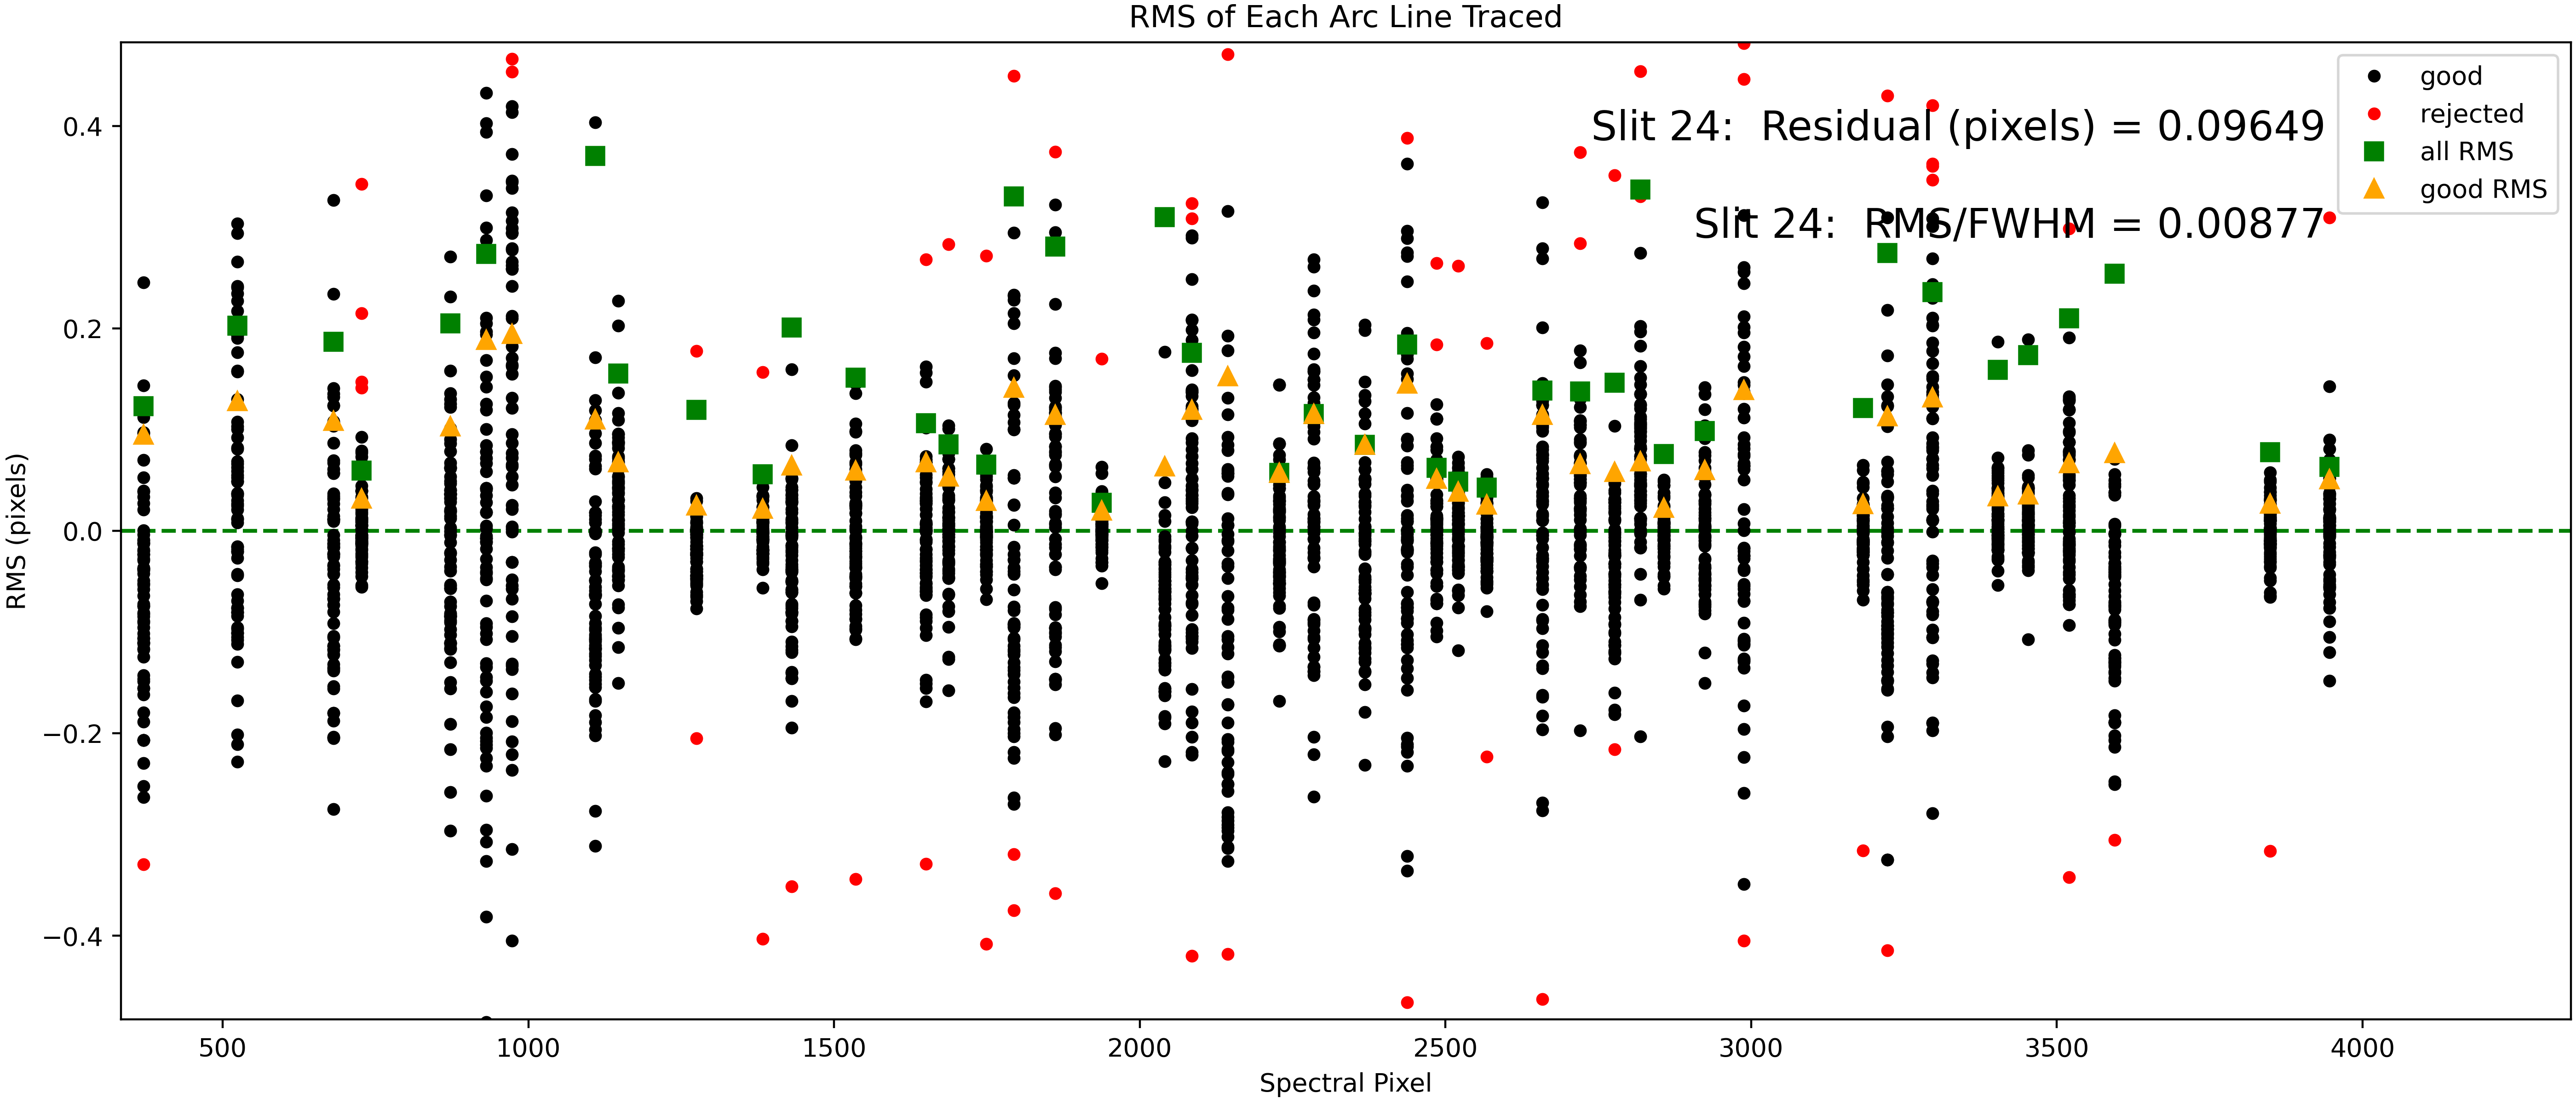 RMS of Each Arc Line Traced
good
rejected
all RMS
good RMS
Slit 24:  Residual (pixels) = 0.09649
Slit 24:  RMS/FWHM = 0.00877
RMS (pixels)
0.4
0.2
0.0
−0.2
−0.4
500 1000 1500 2000 2500 3000 3500 4000
Spectral Pixel